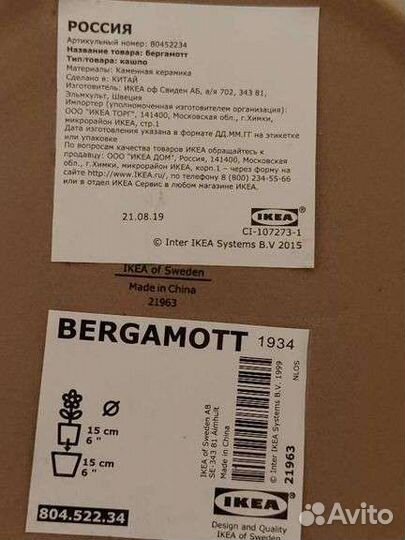 РОССИЯ
Артикульный номер: 80452234
Название товара: бергамотт
Тип товара: кашпо
Материалы: Каменная керамика
Сделано в: КИТАЙ
Изготовитель: ИКЕА оф Свиден АБ, а/я 702, 343 81,
Эльмхульт, Швеция
Импортер (уполномоченная изготовителем организация):
ООО "ИКЕА ТОРГ", 141400, Московская обл., г.Химки,
микрорайон ИКЕА, стр.1
Дата изготовления указана в формате ДД.ММ.ГГ на этикетке
или упаковке
По вопросам качества товаров ИКЕА обращайтесь к
продавцу: ООО "ИКЕА ДОМ", Россия, 141400, Московская
обл., г.Химки, микрорайон ИКЕА, корп.1 – через форму на
сайте http://www.IKEA.ru/, по телефону 8 (800) 234-55-66
или в отдел ИКЕА Сервис в любом магазине ИКЕА.
21.08.19
IKEA
CI-107273-1
© Inter IKEA Systems B.V 2015
IKEA of Sweden
Made in China
21963
BERGAMOTT 1934
15 cm
6 "
15 cm
6 "
804.522.34
IKEA of Sweden AB
SE-343 81 Älmhult
Made in China
© Inter IKEA Systems B.V. 1999
21963
NLOS
IKEA
Design and Quality
IKEA of Sweden
Avito